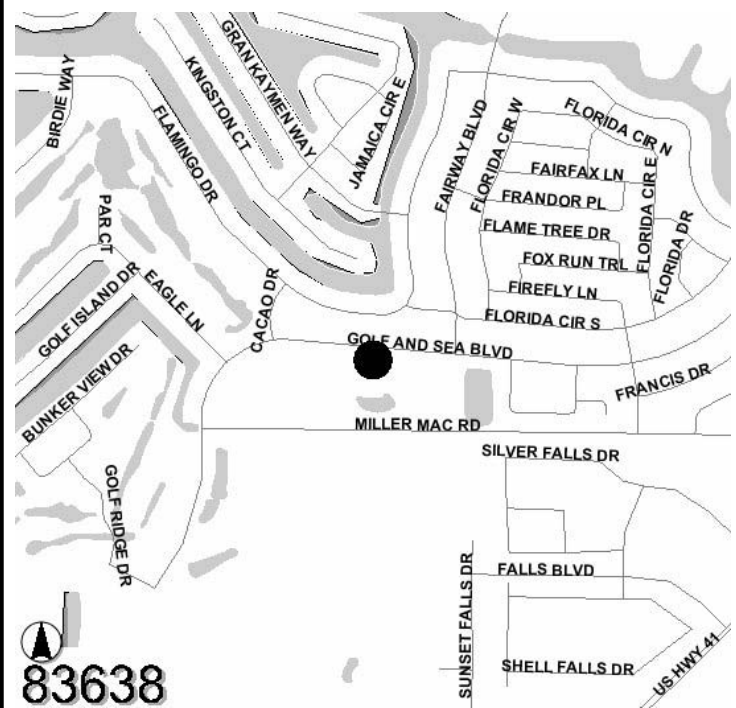 BIRDIE WAY
GRAN KAYMEN WAY
KINGSTON CT
FLAMINGO DR
JAMAICA CIR E
FAIRWAY BLVD
FLORIDA CIR W
FLORIDA CIR N
FAIRFAX LN
FRANDOR PL
FLORIDA CIR E
PAR CT
FLAME TREE DR
FOX RUN TRL
FLORIDA DR
GOLF ISLAND DR
EAGLE LN
CACAO DR
FIREFLY LN
FLORIDA CIR S
GOLF AND SEA BLVD
BUNKER VIEW DR
FRANCIS DR
MILLER MAC RD
SILVER FALLS DR
GOLF RIDGE DR
SUNSET FALLS DR
FALLS BLVD
SHELL FALLS DR
US HWY 41
83638